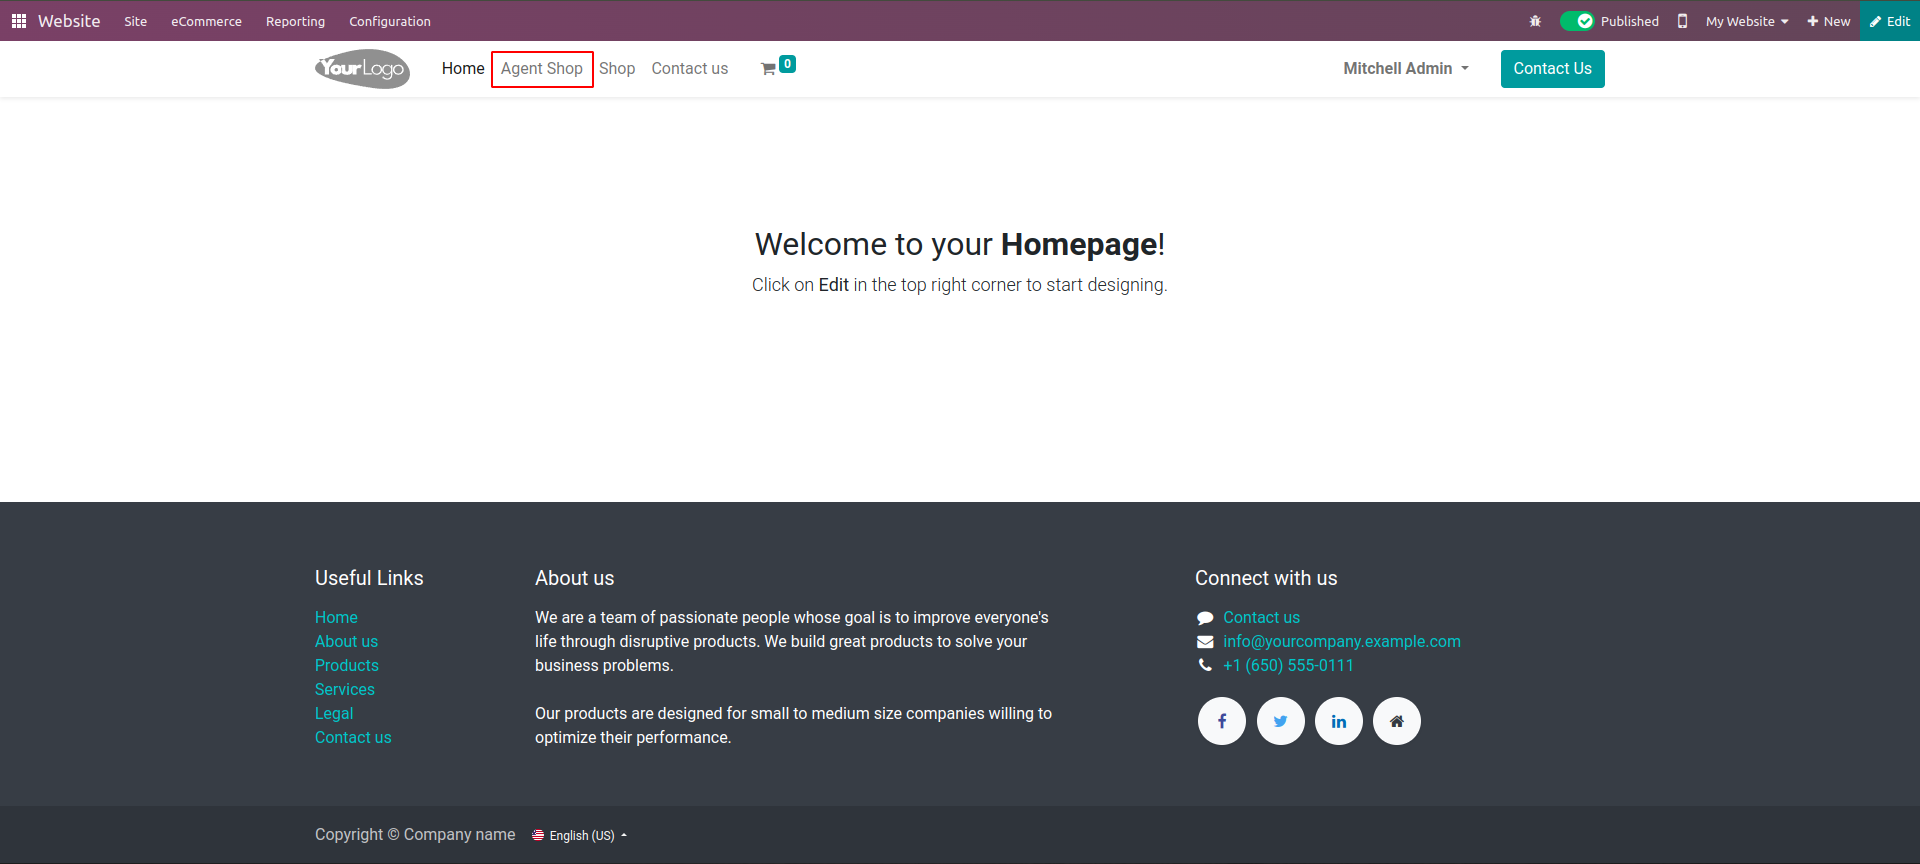 Website Site eCommerce Reporting Configuration Published My Website New Edit
YourLogo Home Agent Shop Shop Contact us 0 Mitchell Admin Contact Us
Welcome to your Homepage!
Click on Edit in the top right corner to start designing.
Useful Links
Home
About us
Products
Services
Legal
Contact us
About us
We are a team of passionate people whose goal is to improve everyone's
life through disruptive products. We build great products to solve your
business problems.
Our products are designed for small to medium size companies willing to
optimize their performance.
Connect with us
Contact us
info@yourcompany.example.com
+1 (650) 555-0111
Copyright © Company name English (US)